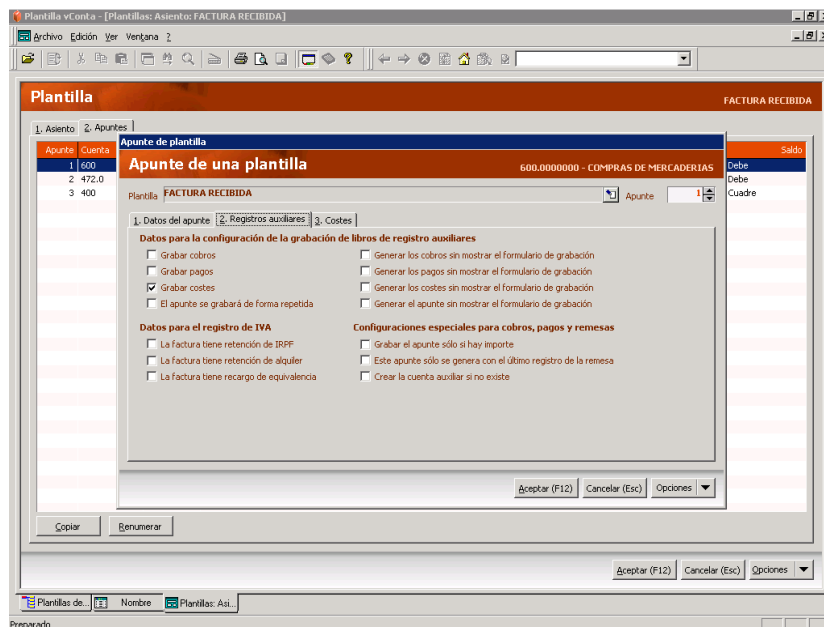 Plantilla vConta - [Plantillas: Asiento: FACTURA RECIBIDA]
Archivo Edición Ver Ventana ?
Plantilla
FACTURA RECIBIDA
1. Asiento 2. Apuntes
Apunte Cuenta Saldo
1 600 Debe
2 472.0 Debe
3 400 Cuadre
Apunte de plantilla
Apunte de una plantilla
600.0000000 - COMPRAS DE MERCADERIAS
Plantilla FACTURA RECIBIDA Apunte 1
1. Datos del apunte 2. Registros auxiliares 3. Costes
Datos para la configuración de la grabación de libros de registro auxiliares
Grabar cobros Generar los cobros sin mostrar el formulario de grabación
Grabar pagos Generar los pagos sin mostrar el formulario de grabación
Grabar costes Generar los costes sin mostrar el formulario de grabación
El apunte se grabará de forma repetida Generar el apunte sin mostrar el formulario de grabación
Datos para el registro de IVA Configuraciones especiales para cobros, pagos y remesas
La factura tiene retención de IRPF Grabar el apunte sólo si hay importe
La factura tiene retención de alquiler Este apunte sólo se genera con el último registro de la remesa
La factura tiene recargo de equivalencia Crear la cuenta auxiliar si no existe
Aceptar (F12) Cancelar (Esc) Opciones
Copiar Renumerar
Aceptar (F12) Cancelar (Esc) Opciones
Plantillas de... Nombre Plantillas: Asi...
Preparado